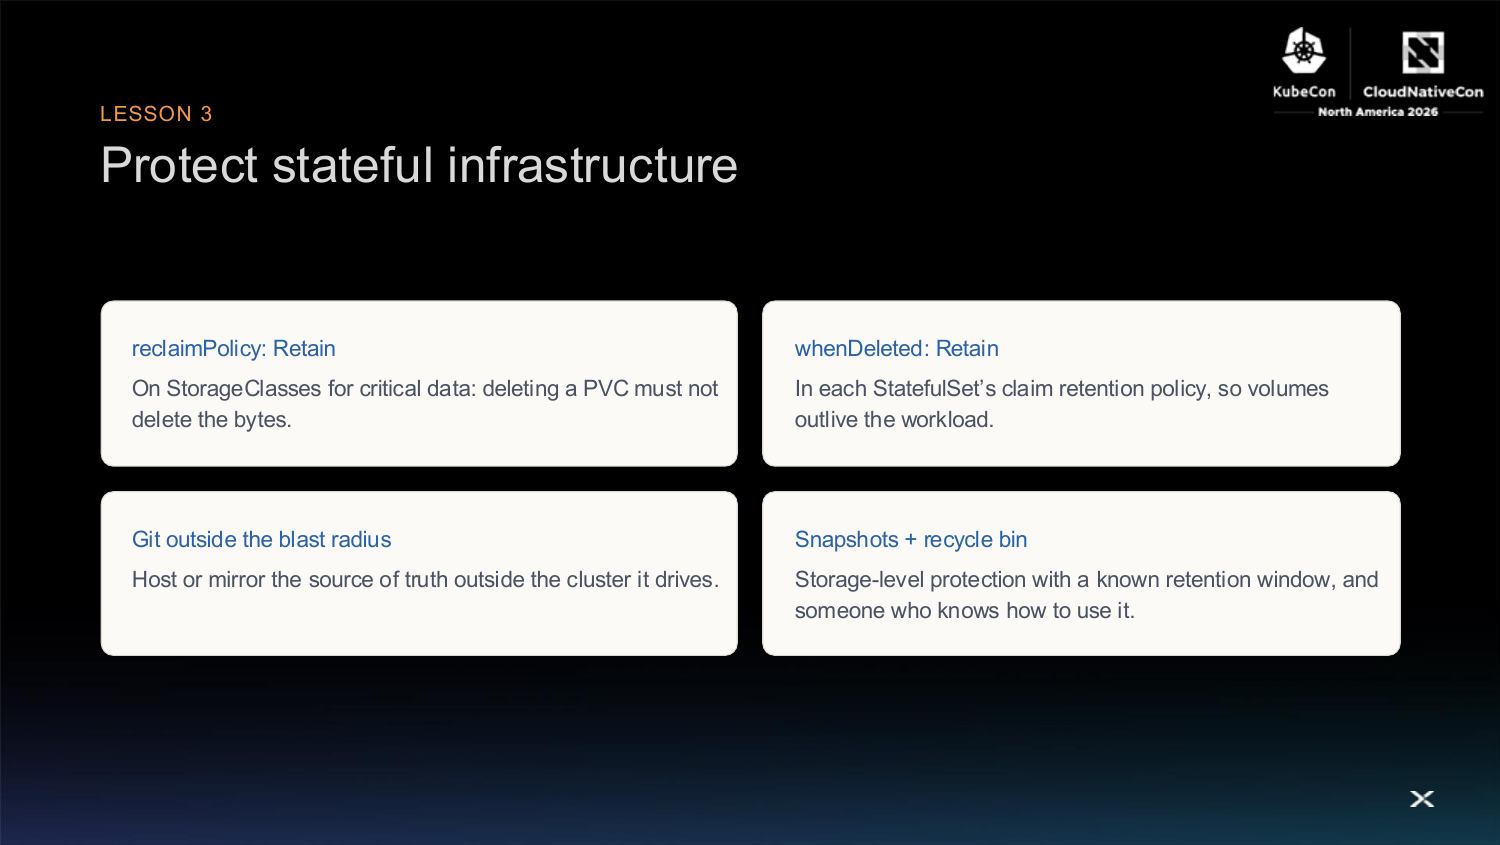 KubeCon
CloudNativeCon
North America 2026
LESSON 3
Protect stateful infrastructure
reclaimPolicy: Retain
On StorageClasses for critical data: deleting a PVC must not
delete the bytes.
whenDeleted: Retain
In each StatefulSet’s claim retention policy, so volumes
outlive the workload.
Git outside the blast radius
Host or mirror the source of truth outside the cluster it drives.
Snapshots + recycle bin
Storage-level protection with a known retention window, and
someone who knows how to use it.